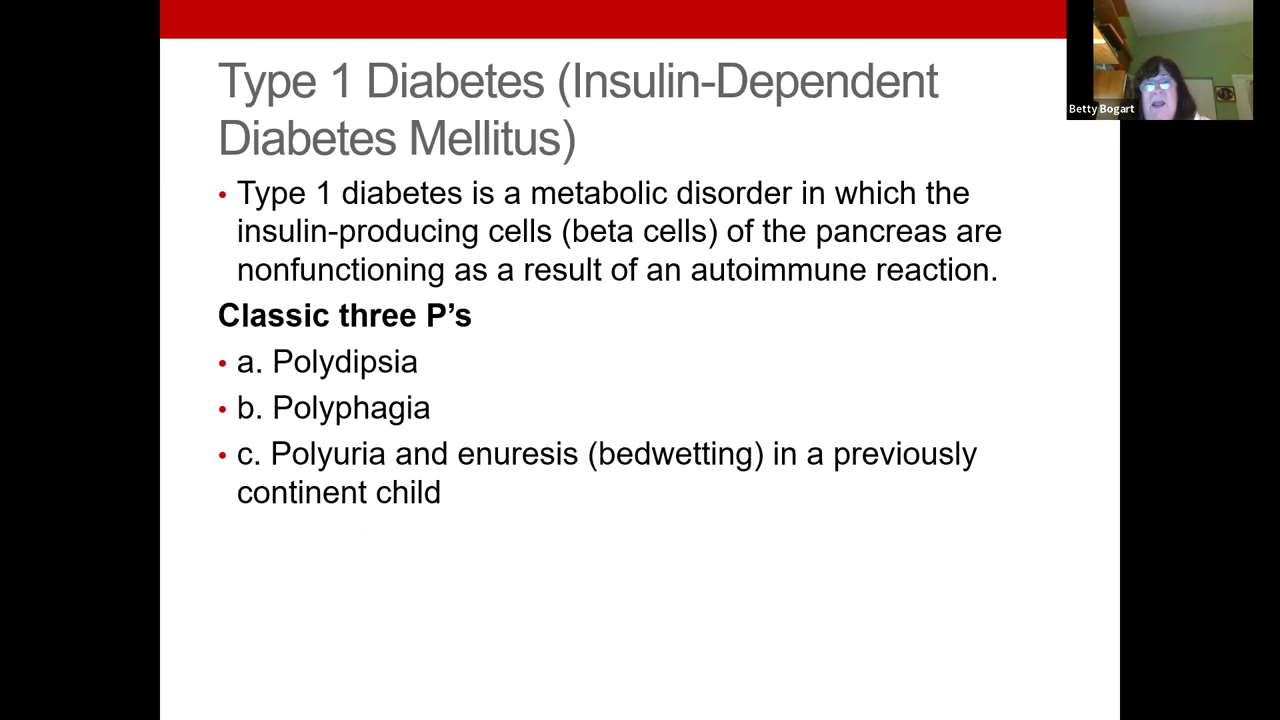 Type 1 Diabetes (Insulin-Dependent
Diabetes Mellitus)
• Type 1 diabetes is a metabolic disorder in which the
insulin-producing cells (beta cells) of the pancreas are
nonfunctioning as a result of an autoimmune reaction.
Classic three P’s
• a. Polydipsia
• b. Polyphagia
• c. Polyuria and enuresis (bedwetting) in a previously
continent child
Betty Bogart